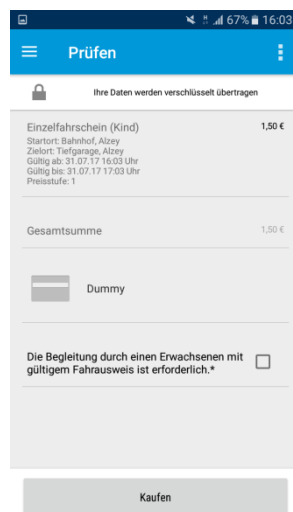 67% 16:03
Prüfen
Ihre Daten werden verschlüsselt übertragen
Einzelfahrschein (Kind) 1,50 €
Startort: Bahnhof, Alzey
Zielort: Tiefgarage, Alzey
Gültig ab: 31.07.17 16:03 Uhr
Gültig bis: 31.07.17 17:03 Uhr
Preisstufe: 1
Gesamtsumme 1,50 €
Dummy
Die Begleitung durch einen Erwachsenen mit
gültigem Fahrausweis ist erforderlich.*
Kaufen